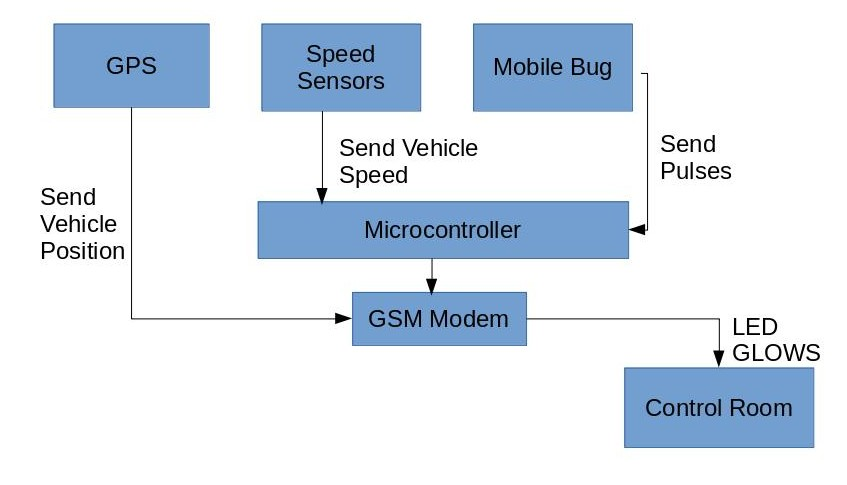 GPS
Speed
Sensors
Mobile Bug
Send Vehicle
Speed
Send
Pulses
Send
Vehicle
Position
Microcontroller
GSM Modem
LED
GLOWS
Control Room